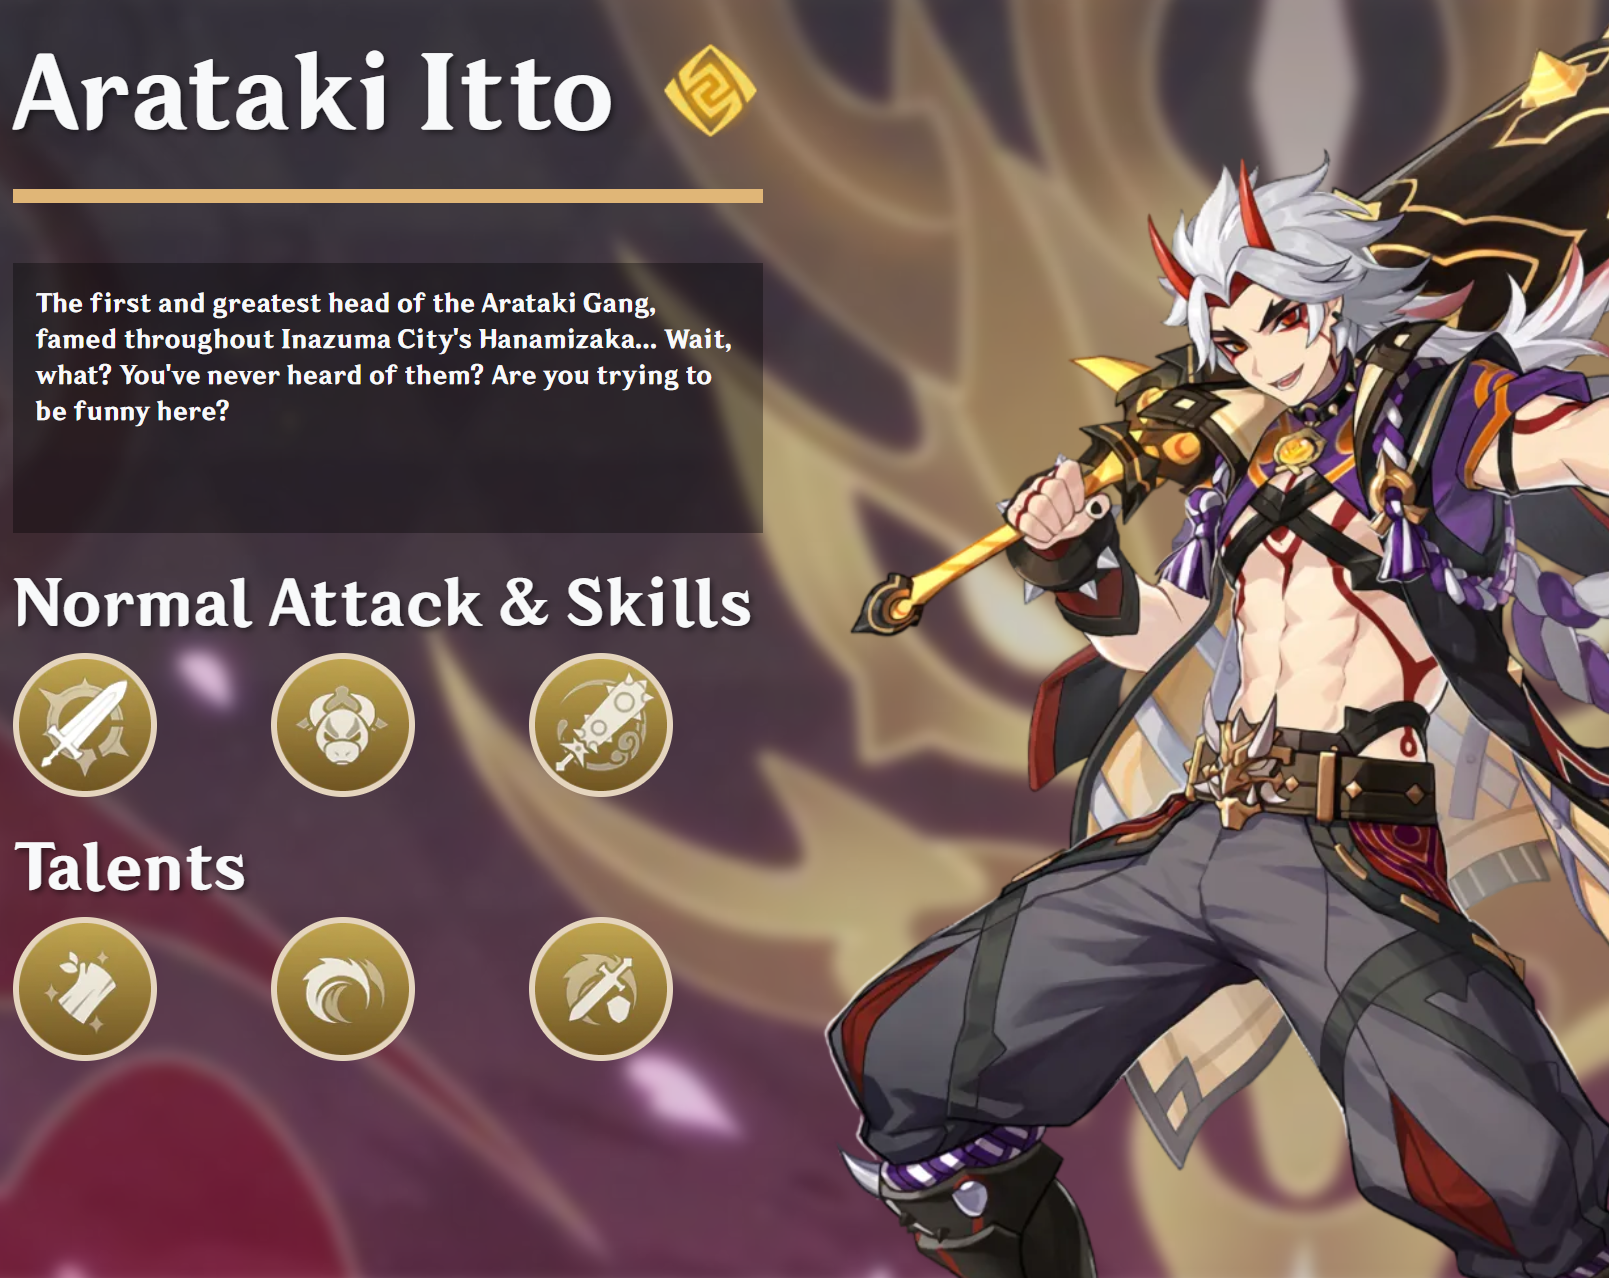 Arataki Itto
The first and greatest head of the Arataki Gang,
famed throughout Inazuma City's Hanamizaka... Wait,
what? You've never heard of them? Are you trying to
be funny here?
Normal Attack & Skills
Talents